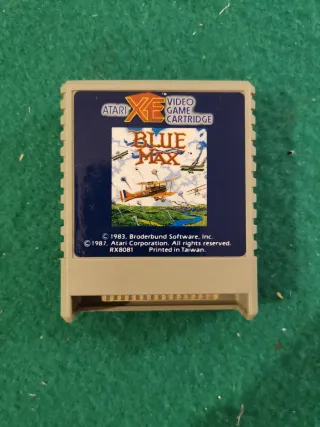 ATARI XE VIDEO
GAME
CARTRIDGE
BLUE
MAX
© 1983, Broderbund Software, Inc.
© 1987, Atari Corporation. All rights reserved.
RX8081 Printed in Taiwan.